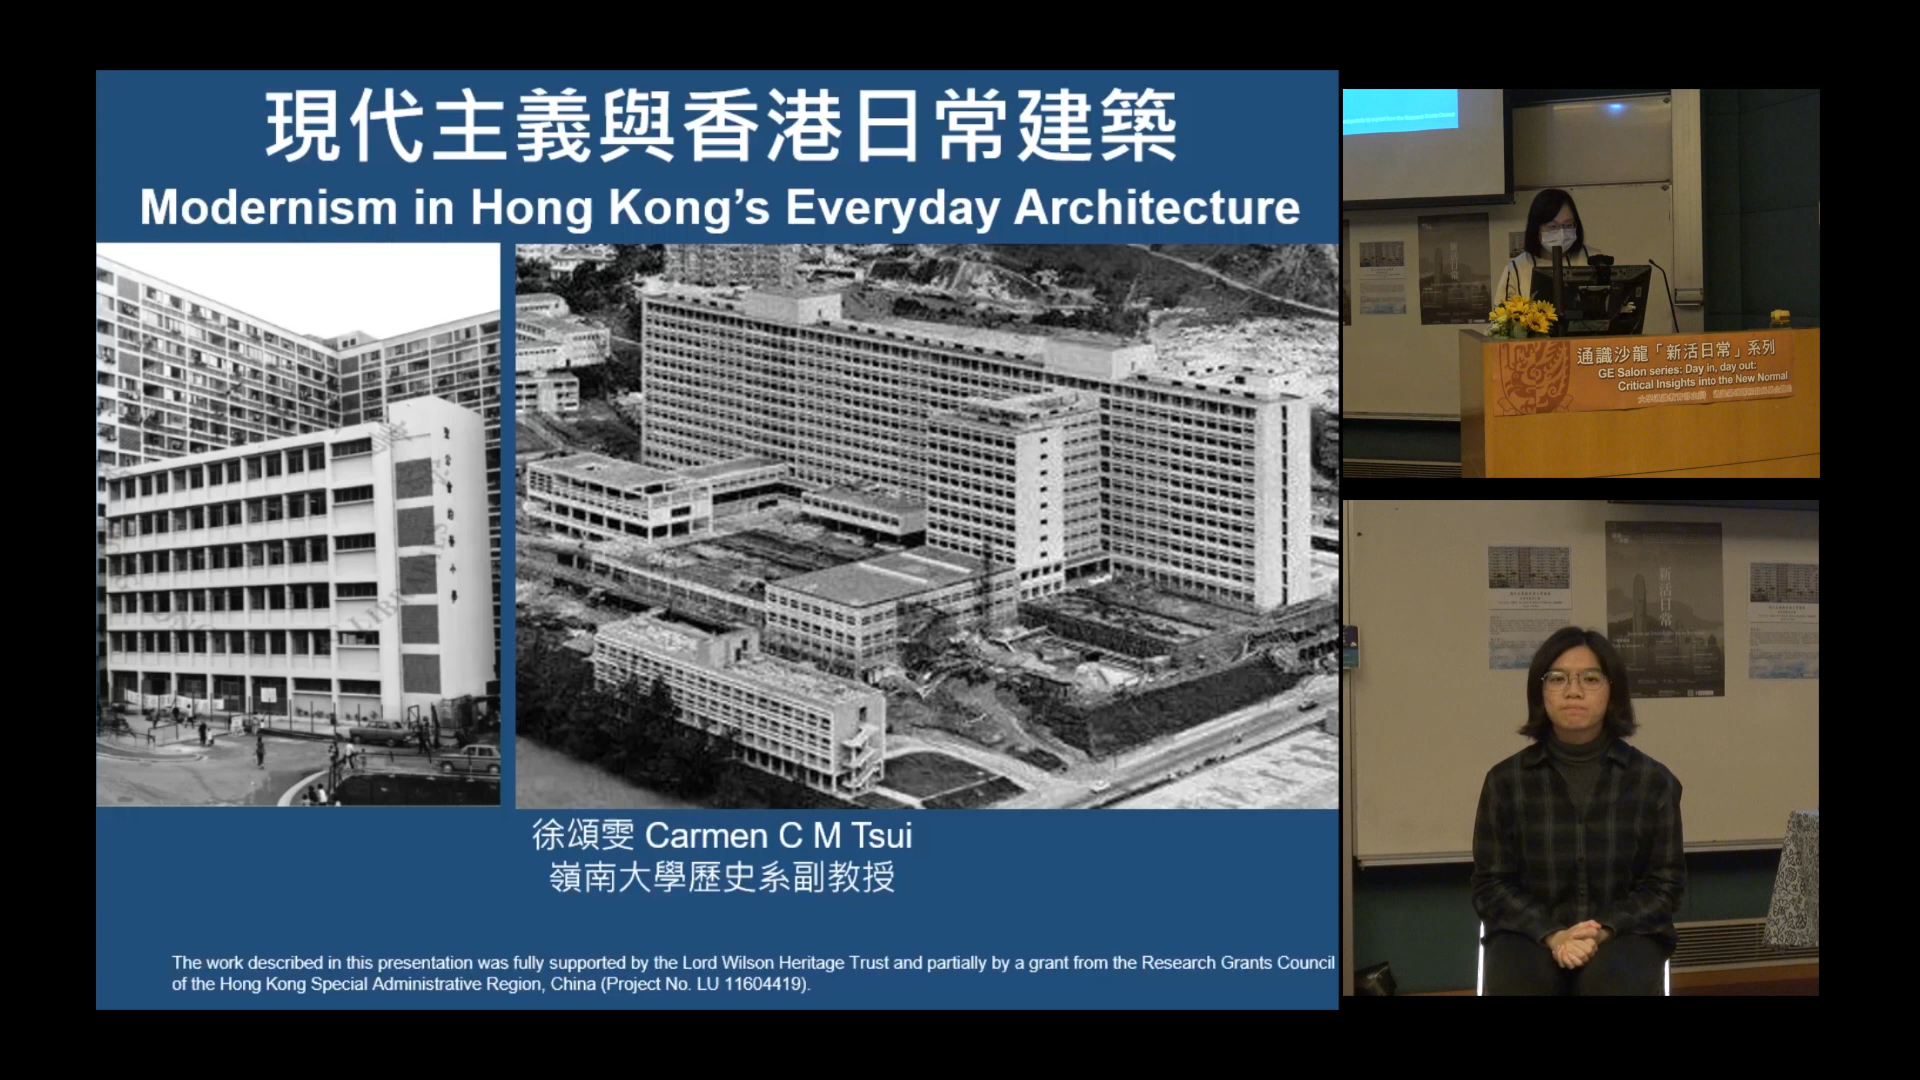 現代主義與香港日常建築
Modernism in Hong Kong's Everyday Architecture
徐頌雯 Carmen C M Tsui
嶺南大學歷史系副教授
The work described in this presentation was fully supported by the Lord Wilson Heritage Trust and partially by a grant from the Research Grants Council
of the Hong Kong Special Administrative Region, China (Project No. LU 11604419).
通識沙龍「新活日常」系列
GE Salon series: Day in, day out:
Critical Insights into the New Normal
新活日常